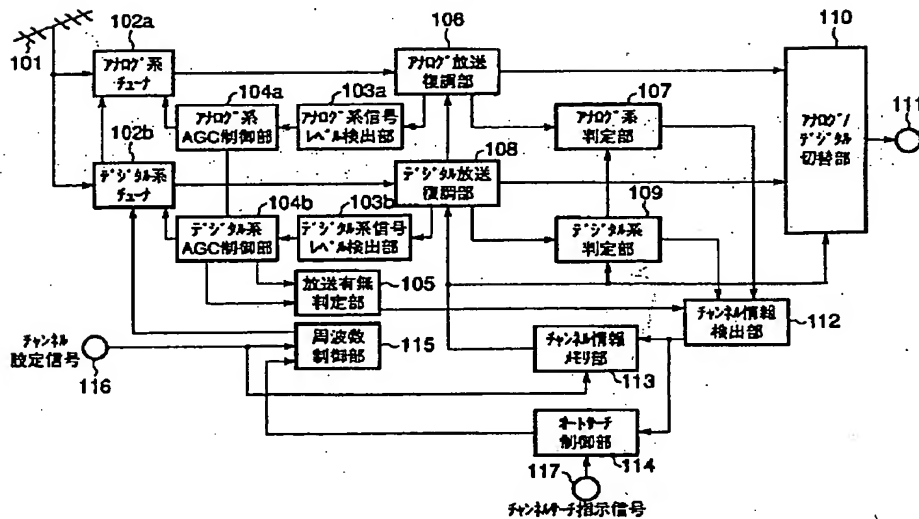 101
102a
アナログ系
チューナ
102b
デジタル系
チューナ
104a
アナログ系
AGC制御部
103a
アナログ系信号
レベル検出部
106
アナログ放送
復調部
107
アナログ系
判定部
110
アナログ/
デジタル
切替部
111
104b
デジタル系
AGC制御部
103b
デジタル系信号
レベル検出部
108
デジタル放送
復調部
109
デジタル系
判定部
放送有無
判定部
105
周波数
制御部
115
チャンネル
設定信号
116
チャンネル情報
メモリ部
113
チャンネル情報
検出部
112
オートサーチ
制御部
114
117
チャンネルサーチ指示信号